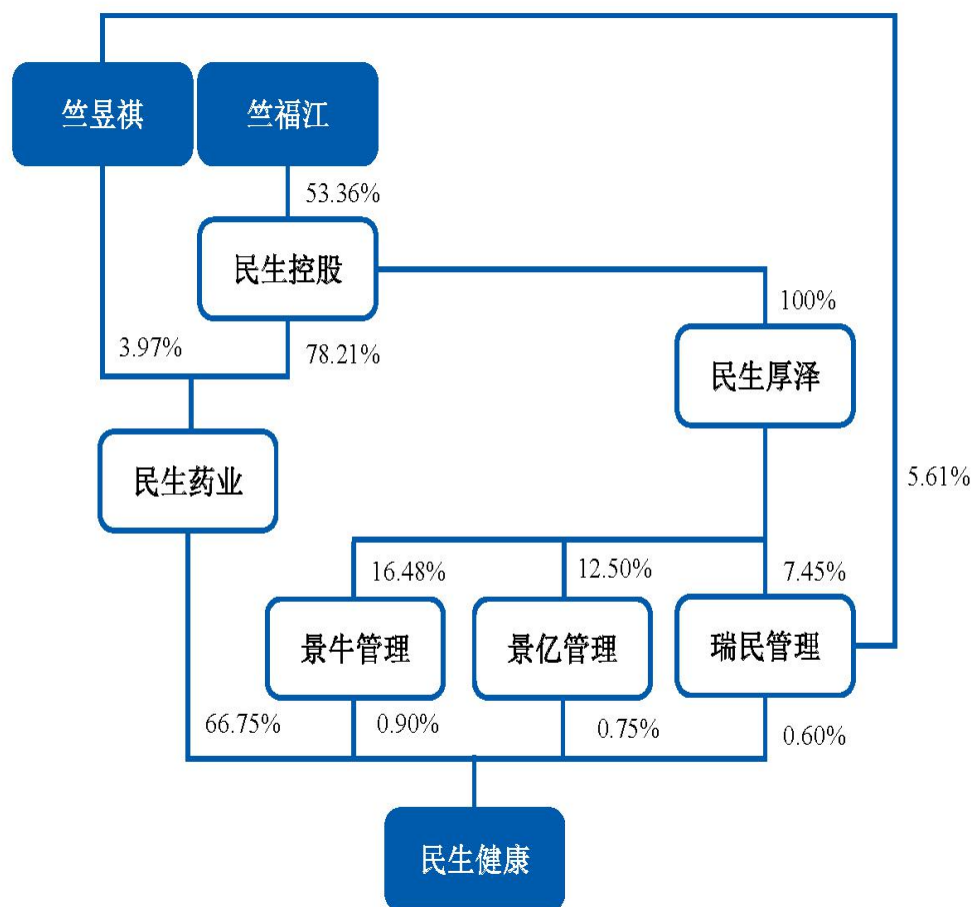 竺昱祺
竺福江
53.36%
民生控股
100%
3.97%
78.21%
民生厚泽
民生药业
5.61%
16.48%
12.50%
7.45%
景牛管理
景亿管理
瑞民管理
66.75%
0.90%
0.75%
0.60%
民生健康